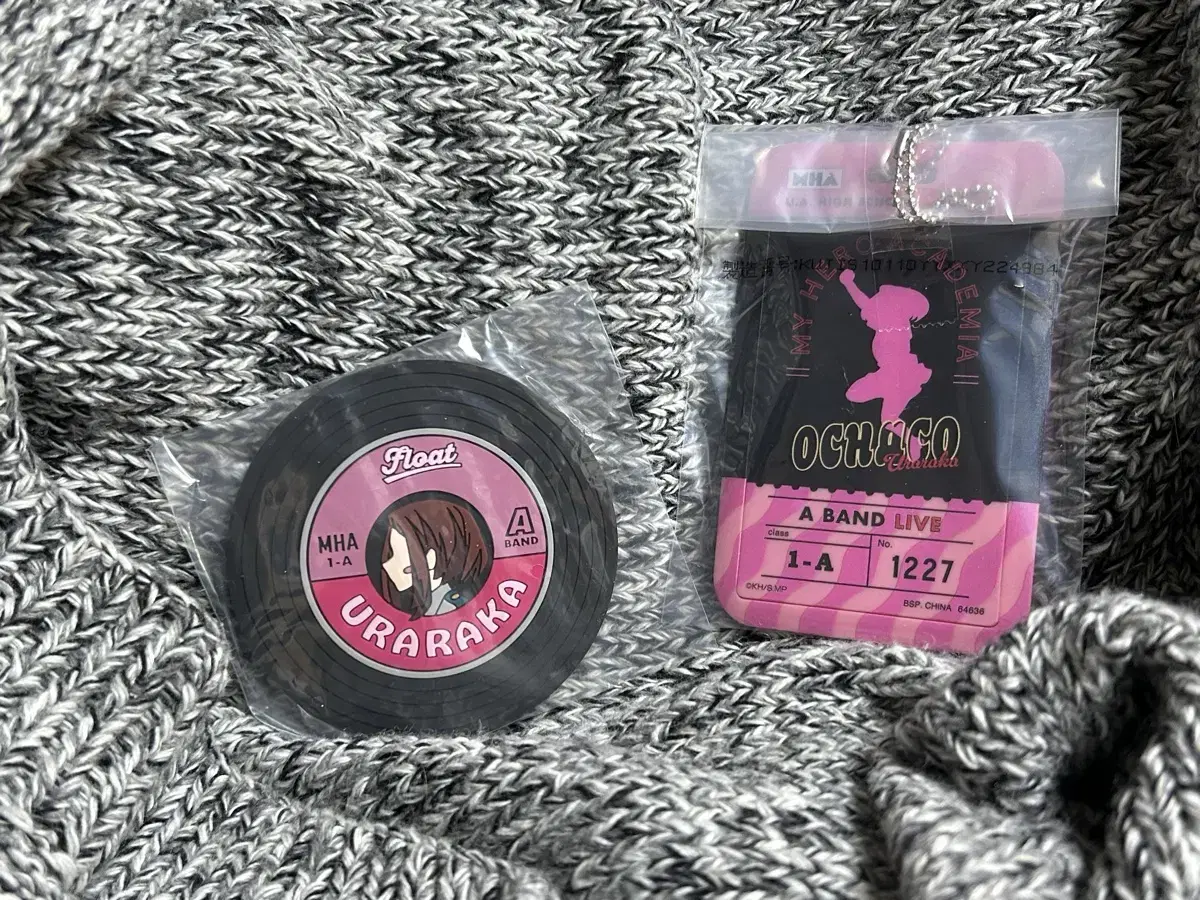 Float
MHA
1-A
A
BAND
URARAKA
MHA
MY HERO ACADEMIA
OCHACO
Uraraka
A BAND LIVE
class
1-A
No.
1227
©KH/S,MP
BSP. CHINA 84636